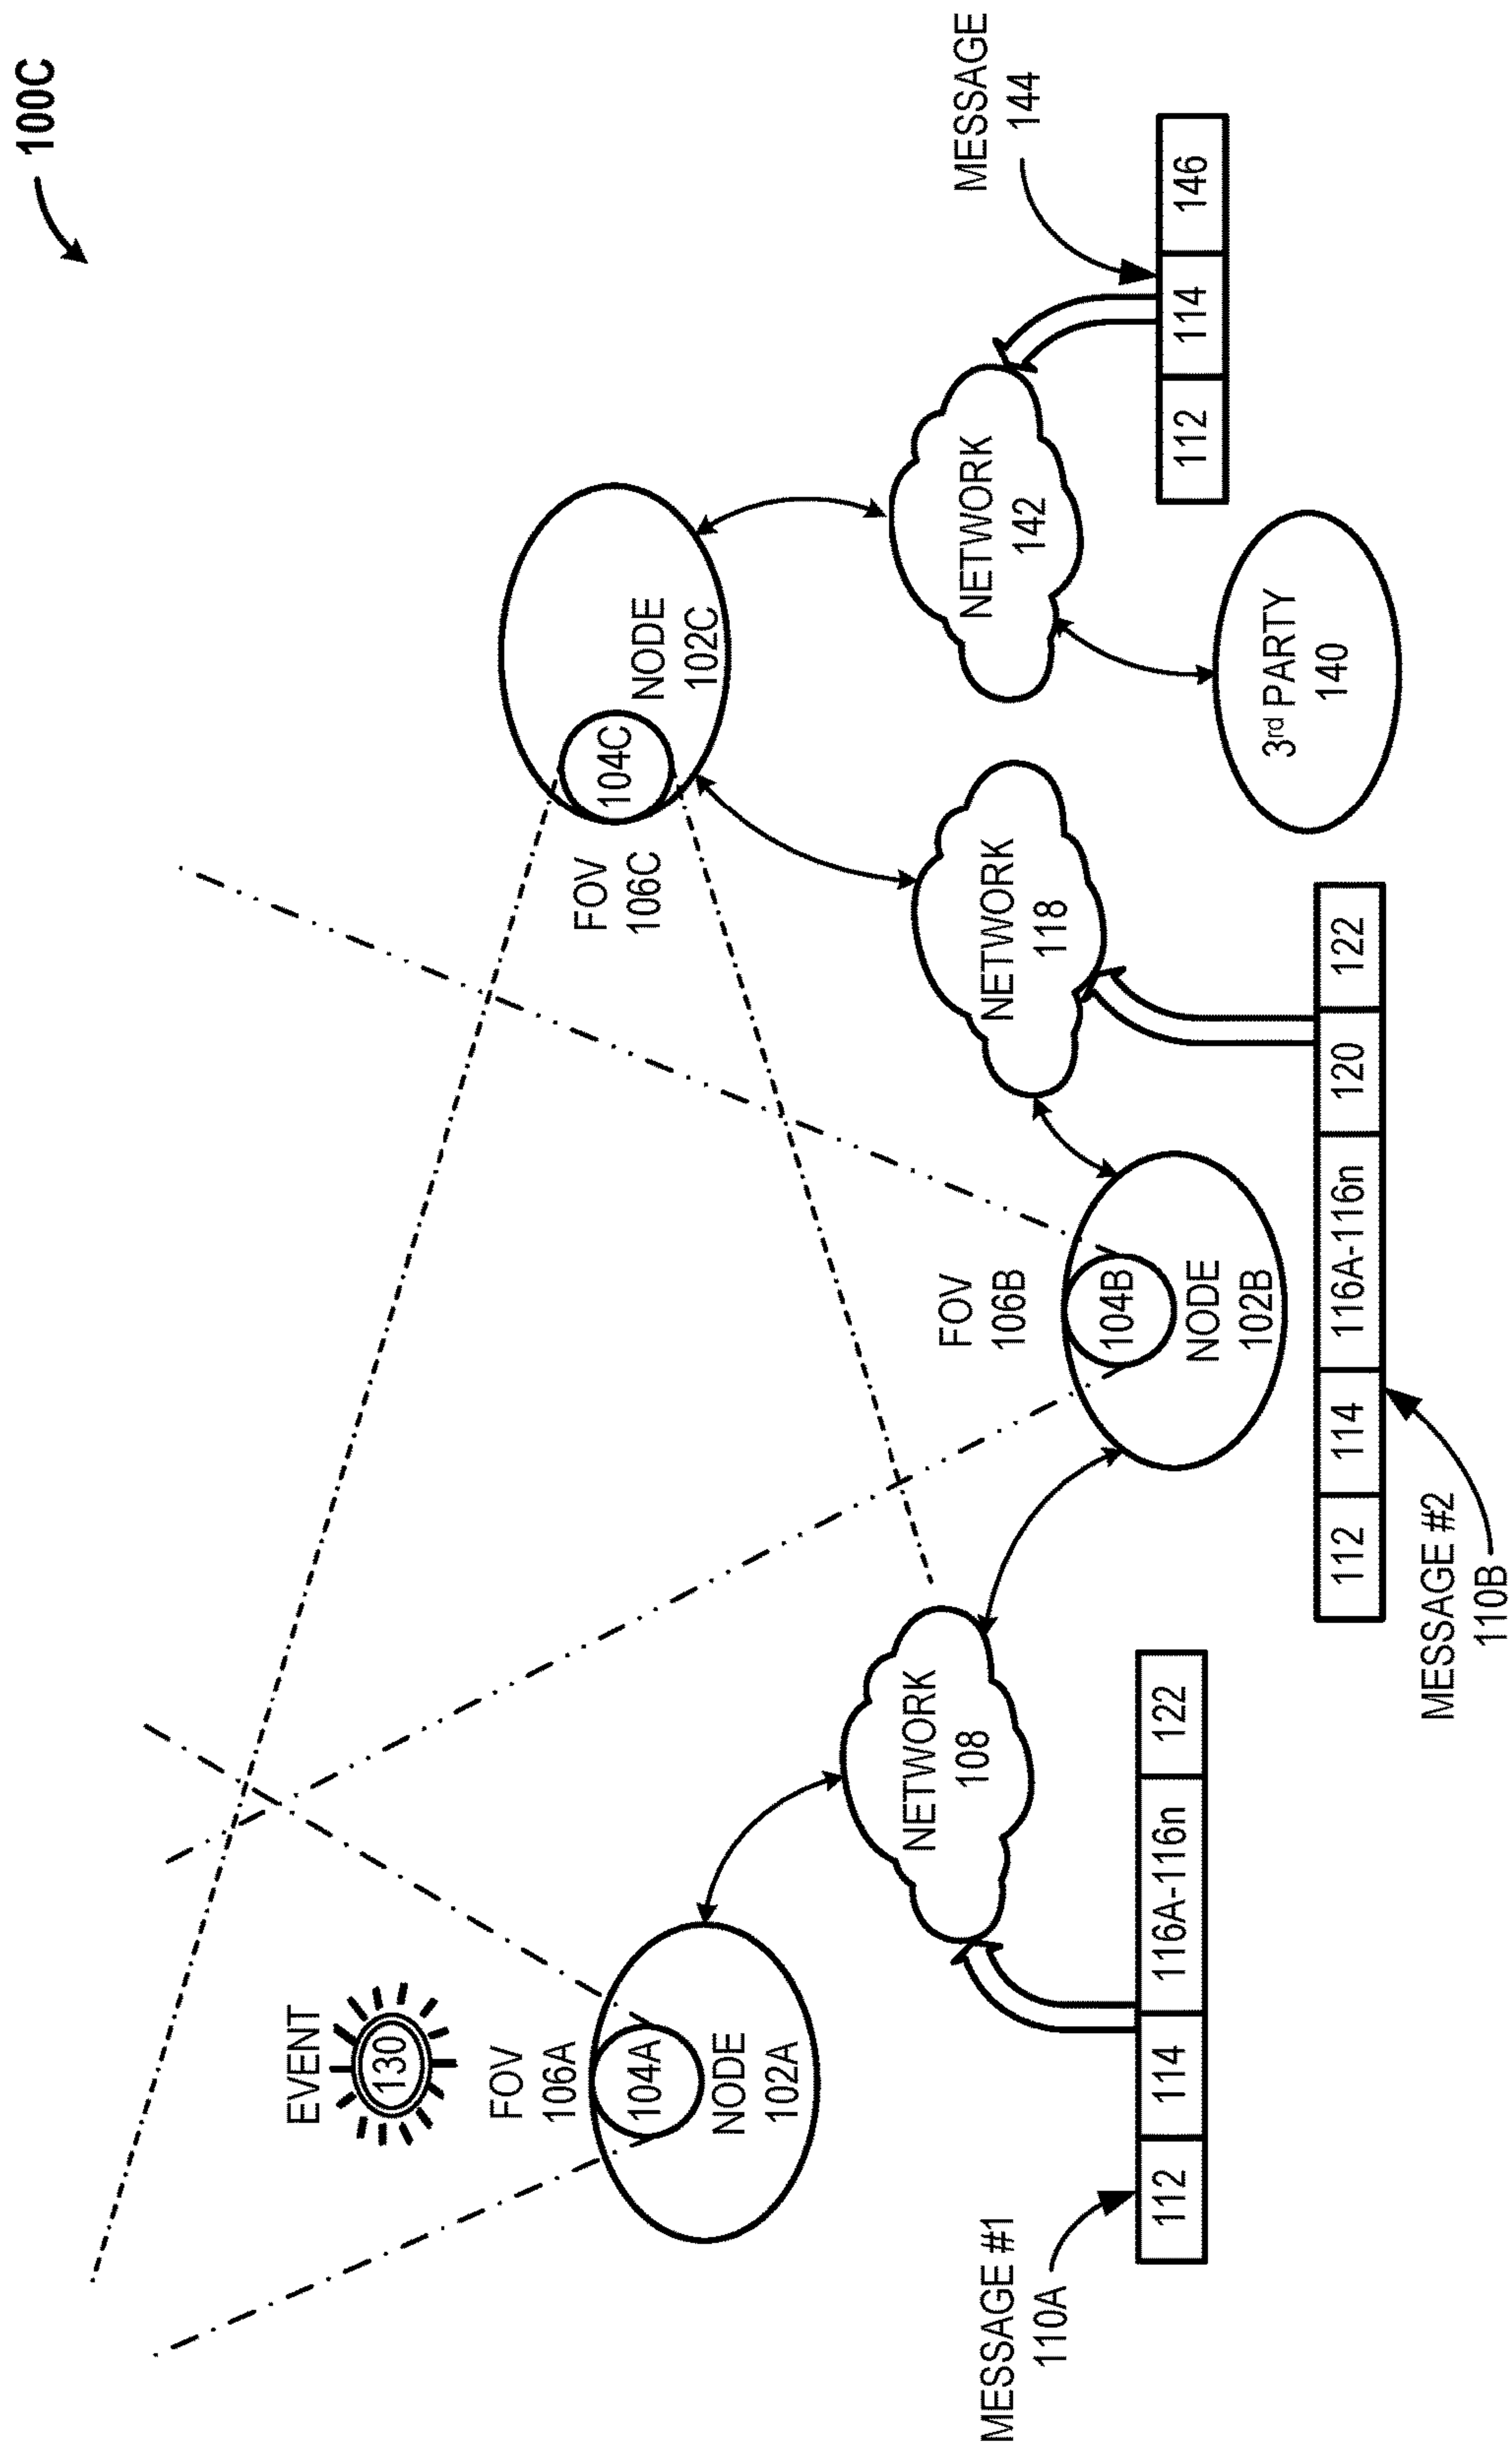 100C
EVENT
130
FOV
106A
104A
NODE
102A
FOV
106C
104C
NODE
102C
NETWORK
108
FOV
106B
104B
NODE
102B
NETWORK
118
NETWORK
142
MESSAGE
144
MESSAGE #1
110A
112 114 116A-116n 122
112 114 146
3rd PARTY
140
112 114 116A-116n 120 122
MESSAGE #2
110B